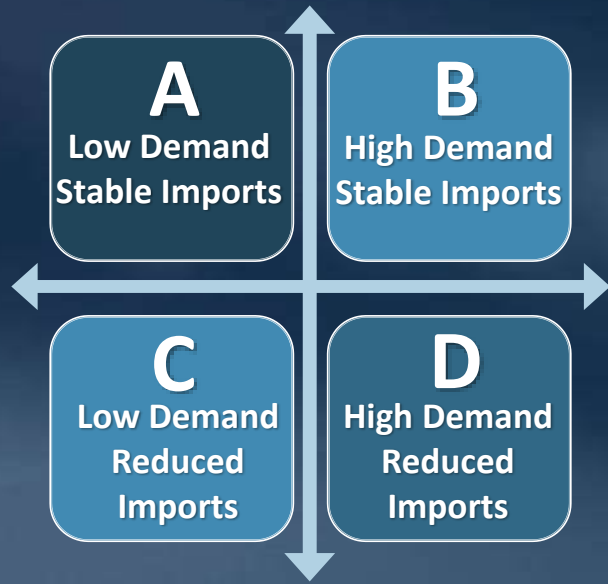 A
Low Demand
Stable Imports
B
High Demand
Stable Imports
C
Low Demand
Reduced
Imports
D
High Demand
Reduced
Imports